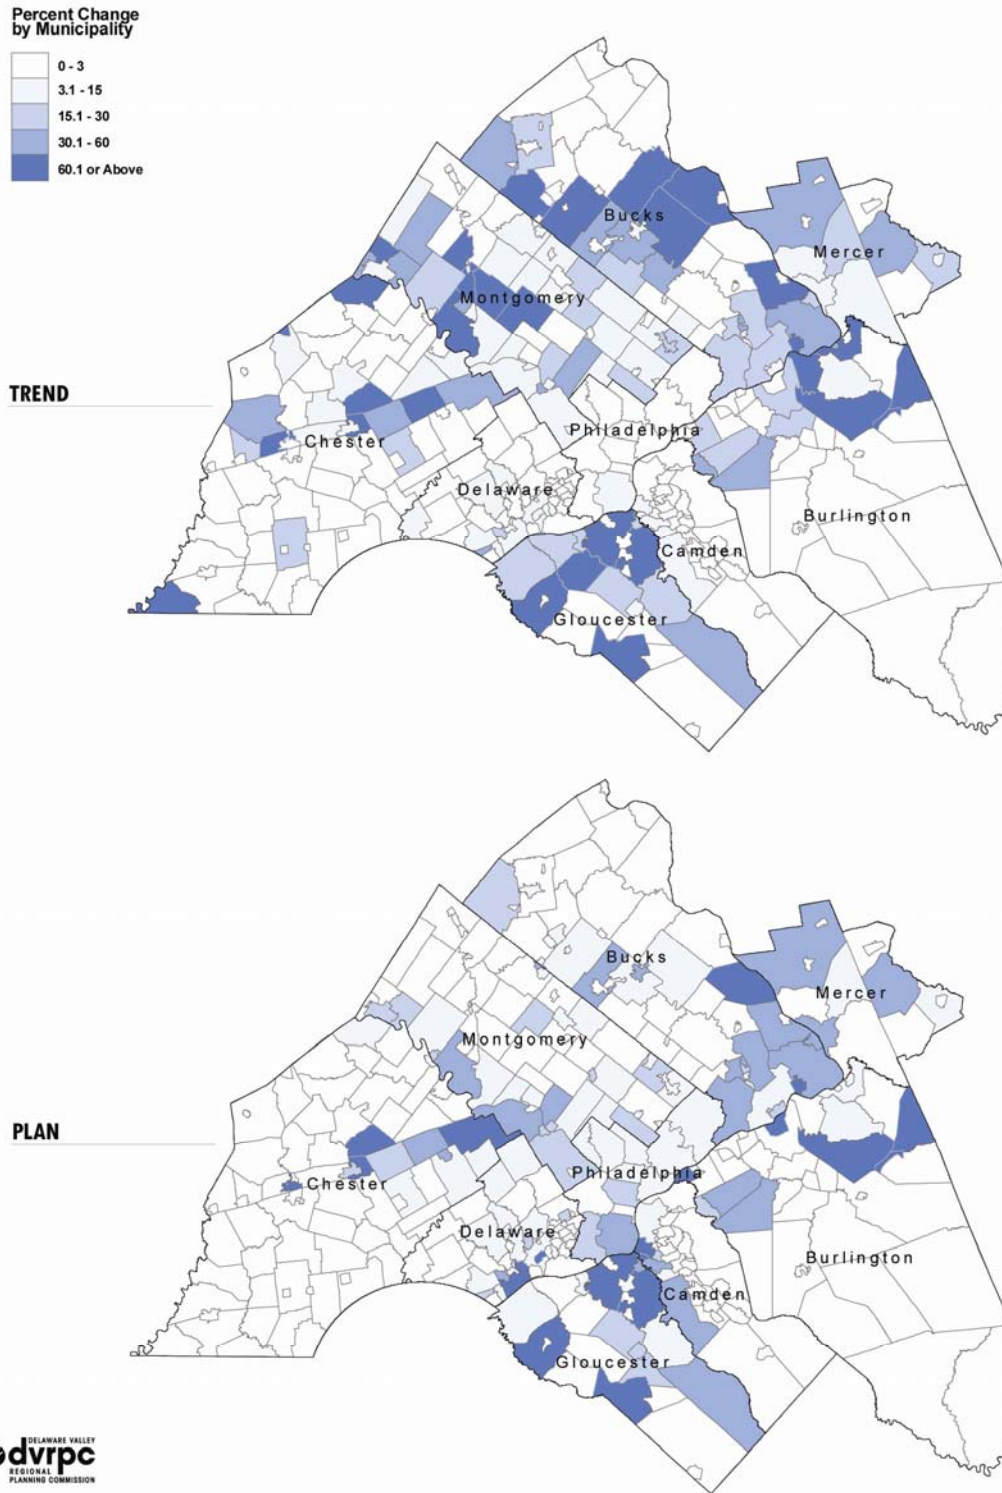 Percent Change
by Municipality
0 - 3
3.1 - 15
15.1 - 30
30.1 - 60
60.1 or Above
Bucks
Mercer
Montgomery
TREND
Chester
Philadelphia
Delaware
Burlington
Camden
Gloucester
Bucks
Mercer
Montgomery
PLAN
Chester
Philadelphia
Delaware
Burlington
Camden
Gloucester
DELAWARE VALLEY
dvrpc
REGIONAL
PLANNING COMMISSION